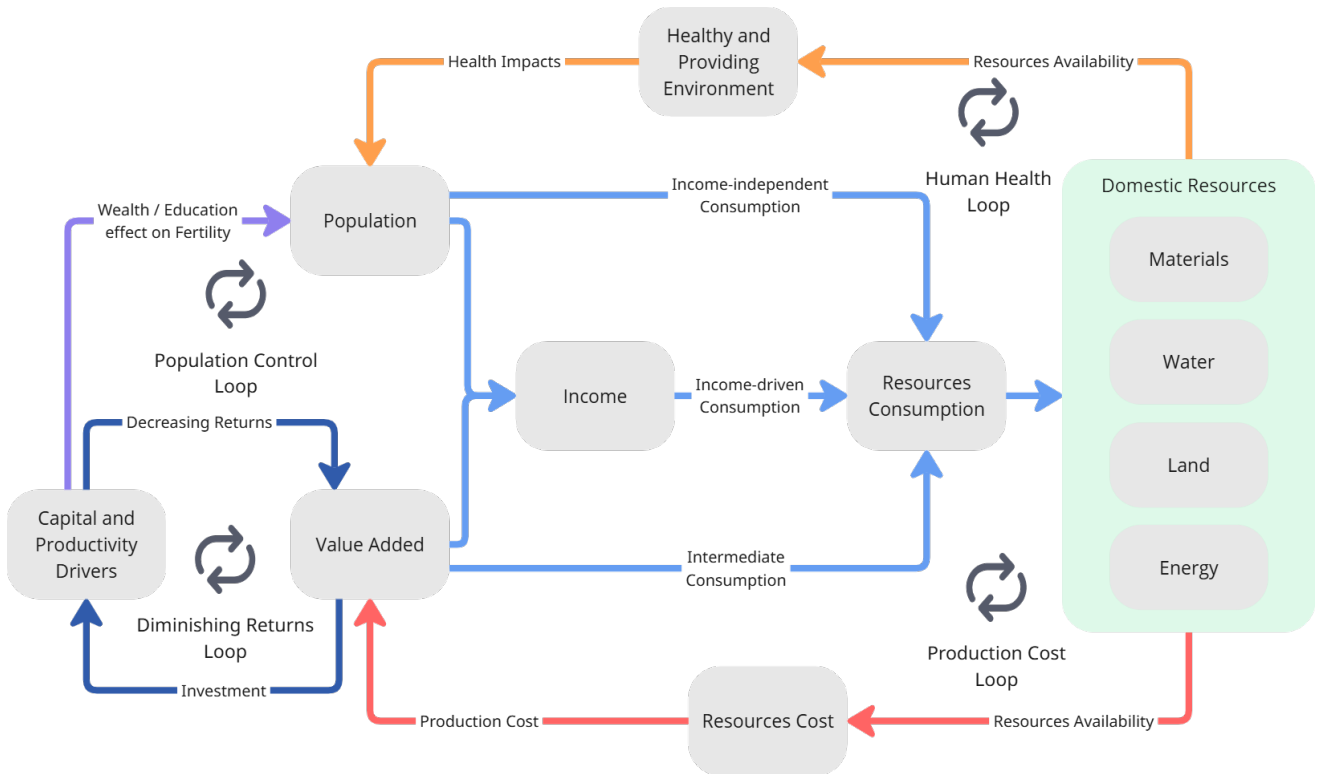 Healthy and
Providing
Environment
Health Impacts
Resources Availability
Human Health
Loop
Domestic Resources
Materials
Water
Land
Energy
Income-independent
Consumption
Wealth / Education
effect on Fertility
Population
Population Control
Loop
Income
Income-driven
Consumption
Resources
Consumption
Decreasing Returns
Capital and
Productivity
Drivers
Value Added
Intermediate
Consumption
Diminishing Returns
Loop
Production Cost
Loop
Investment
Production Cost
Resources Cost
Resources Availability